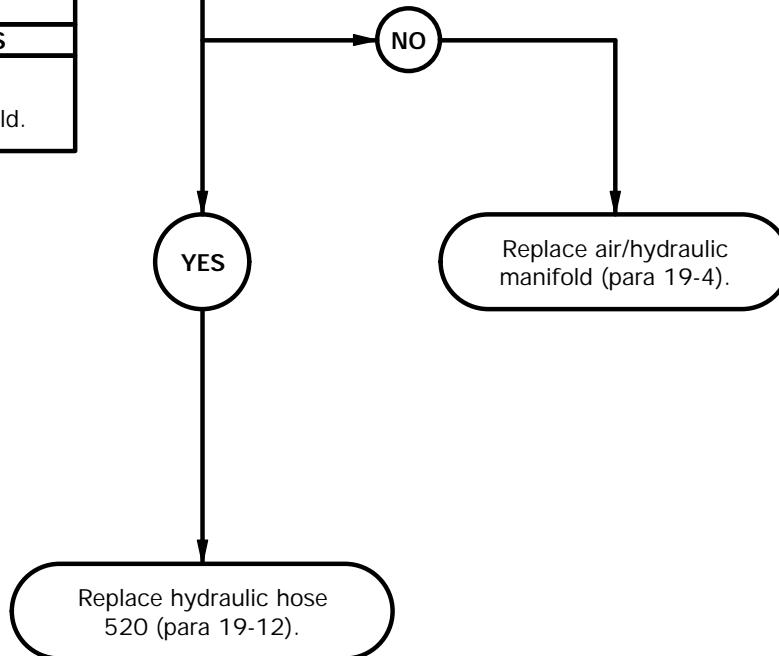 S
ld.
NO
YES
Replace air/hydraulic
manifold (para 19-4).
Replace hydraulic hose
520 (para 19-12).